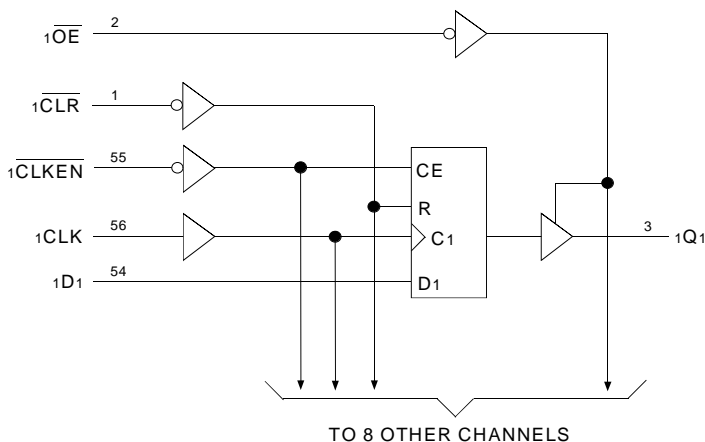 2
1OE
1
1CLR
55
1CLKEN
CE
R
56
1CLK
C1
3
1Q1
54
1D1
D1
TO 8 OTHER CHANNELS